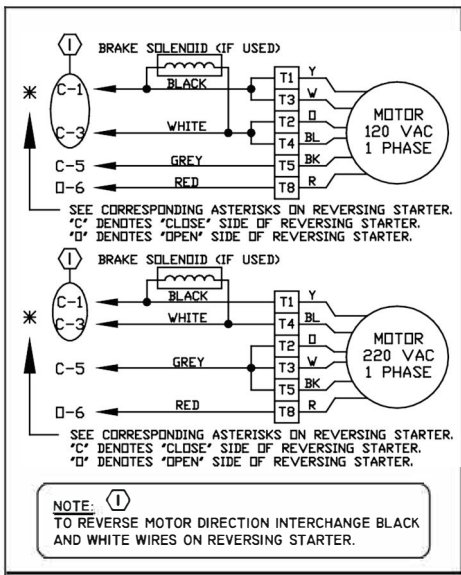 1 BRAKE SOLENOID (IF USED)
* C-1 BLACK T1 Y
T3 W
C-3 WHITE T2 O
T4 BL
C-5 GREY T5 BK
O-6 RED T8 R
MOTOR
120 VAC
1 PHASE
SEE CORRESPONDING ASTERISKS ON REVERSING STARTER.
"C" DENOTES "CLOSE" SIDE OF REVERSING STARTER.
"O" DENOTES "OPEN" SIDE OF REVERSING STARTER.
1 BRAKE SOLENOID (IF USED)
C-1 BLACK T1 Y
* C-3 WHITE T4 BL
T2 O
C-5 GREY T3 W
T5 BK
O-6 RED T8 R
MOTOR
220 VAC
1 PHASE
SEE CORRESPONDING ASTERISKS ON REVERSING STARTER.
"C" DENOTES "CLOSE" SIDE OF REVERSING STARTER.
"O" DENOTES "OPEN" SIDE OF REVERSING STARTER.
NOTE: 1
TO REVERSE MOTOR DIRECTION INTERCHANGE BLACK
AND WHITE WIRES ON REVERSING STARTER.